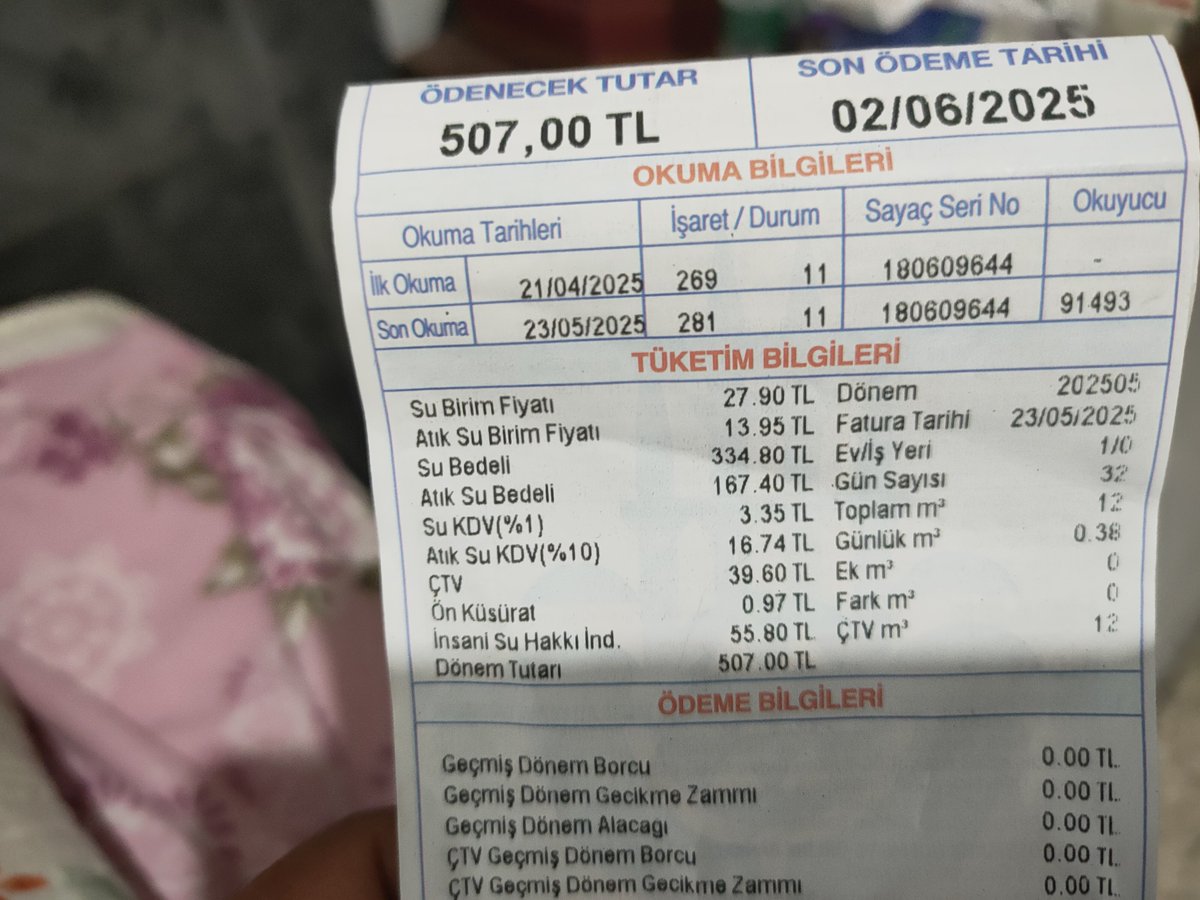 ÖDENECEK TUTAR SON ÖDEME TARİHİ
507,00 TL 02/06/2025
OKUMA BİLGİLERİ
Okuma Tarihleri İşaret / Durum Sayaç Seri No Okuyucu
İlk Okuma 21/04/2025 269 11 180609644 -
Son Okuma 23/05/2025 281 11 180609644 91493
TÜKETİM BİLGİLERİ
Su Birim Fiyatı 27.90 TL Dönem 202505
Atık Su Birim Fiyatı 13.95 TL Fatura Tarihi 23/05/2025
Su Bedeli 334.80 TL Ev/İş Yeri 1/0
Atık Su Bedeli 167.40 TL Gün Sayısı 32
Su KDV(%1) 3.35 TL Toplam m³ 12
Atık Su KDV(%10) 16.74 TL Günlük m³ 0.38
ÇTV 39.60 TL Ek m³ 0
Ön Küsürat 0.97 TL Fark m³ 0
İnsani Su Hakkı İnd. 55.80 TL ÇTV m³ 12
Dönem Tutarı 507.00 TL
ÖDEME BİLGİLERİ
Geçmiş Dönem Borcu 0.00 TL
Geçmiş Dönem Gecikme Zammı 0.00 TL
Geçmiş Dönem Alacagı 0.00 TL
ÇTV Geçmiş Dönem Borcu 0.00 TL
ÇTV Geçmiş Dönem Gecikme Zammı 0.00 TL